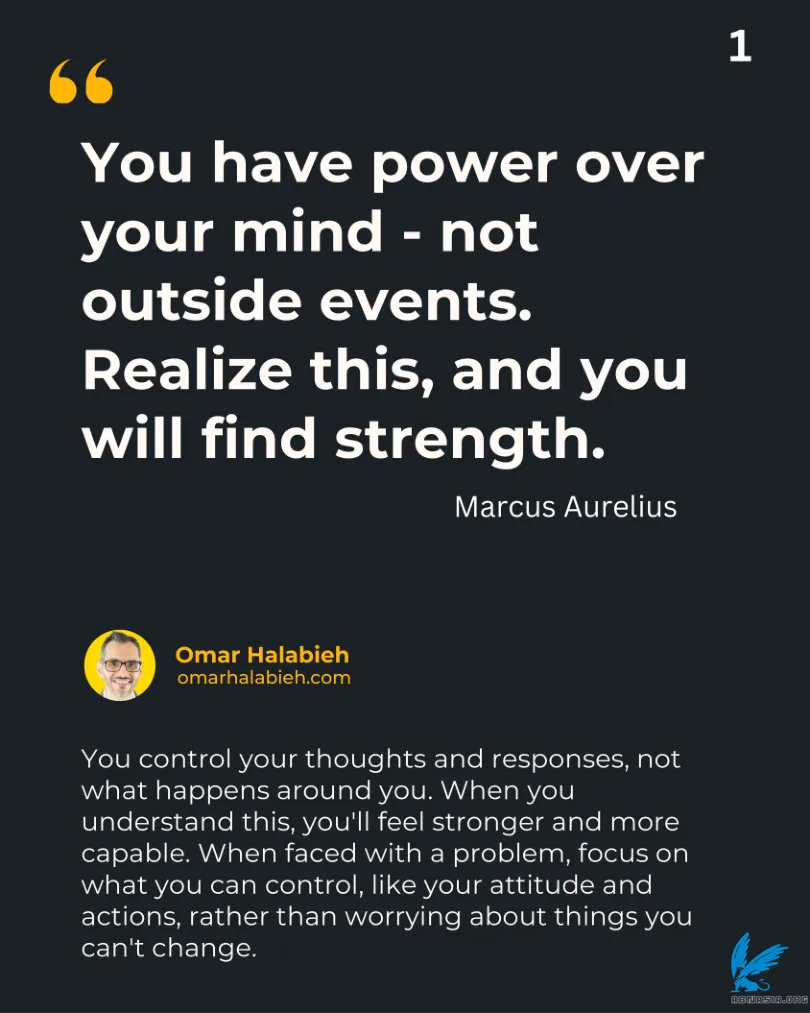 1
“
You have power over
your mind - not
outside events.
Realize this, and you
will find strength.
Marcus Aurelius
Omar Halabieh
omarhalabieh.com
You control your thoughts and responses, not
what happens around you. When you
understand this, you'll feel stronger and more
capable. When faced with a problem, focus on
what you can control, like your attitude and
actions, rather than worrying about things you
can't change.
ABNASIA.ORG